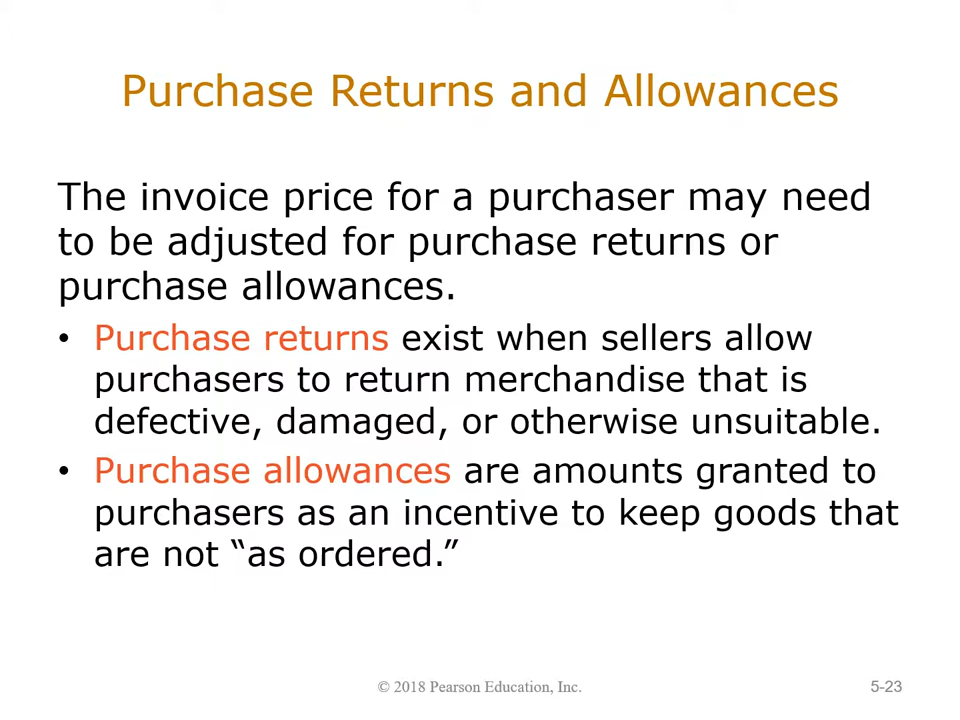 Purchase Returns and Allowances
The invoice price for a purchaser may need
to be adjusted for purchase returns or
purchase allowances.
• Purchase returns exist when sellers allow
purchasers to return merchandise that is
defective, damaged, or otherwise unsuitable.
• Purchase allowances are amounts granted to
purchasers as an incentive to keep goods that
are not “as ordered.”
© 2018 Pearson Education, Inc.
5-23